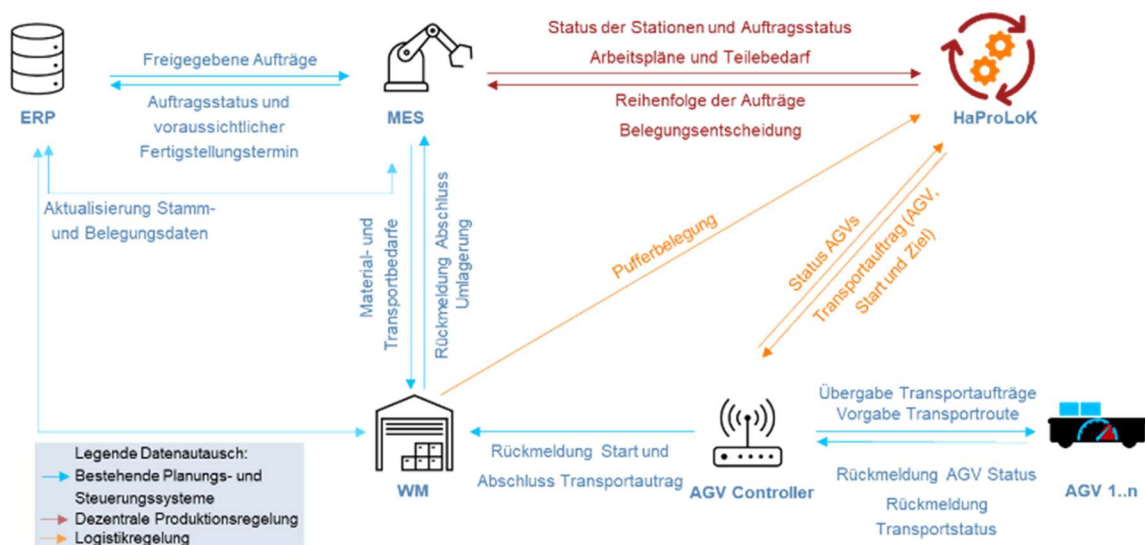 Freigegebene Aufträge
Auftragsstatus und
voraussichtlicher
Fertigstellungstermin
ERP
MES
Status der Stationen und Auftragsstatus
Arbeitspläne und Teilebedarf
Reihenfolge der Aufträge
Belegungsentscheidung
HaProLoK
Aktualisierung Stamm-
und Belegungsdaten
Material- und
Transportbedarfe
Rückmeldung Abschluss
Umlagerung
Pufferbelegung
Status AGVs
Transportauftrag (AGV,
Start und Ziel)
WM
Rückmeldung Start und
Abschluss Transportautrag
AGV Controller
Übergabe Transportaufträge
Vorgabe Transportroute
Rückmeldung AGV Status
Rückmeldung
Transportstatus
AGV 1..n
Legende Datenautausch:
Bestehende Planungs- und
Steuerungssysteme
Dezentrale Produktionsregelung
Logistikregelung